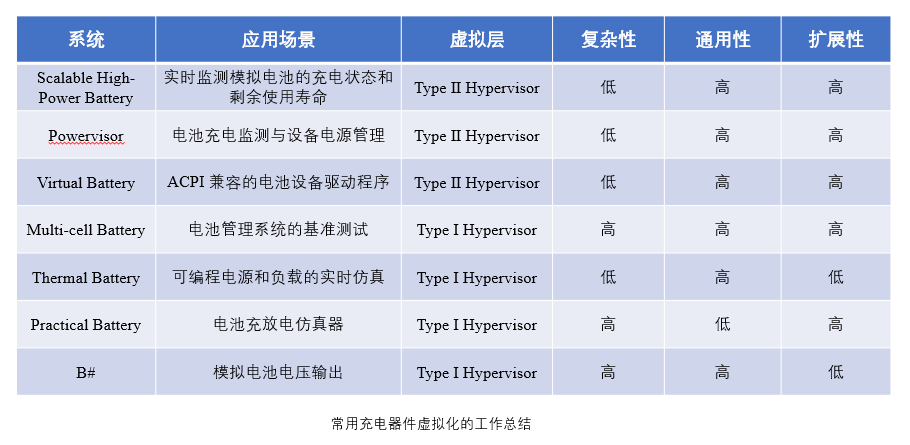 系统 应用场景 虚拟层 复杂性 通用性 扩展性
Scalable High-
Power Battery
实时监测模拟电池的充电状态和
剩余使用寿命
Type II Hypervisor 低 高 高
Powervisor 电池充电监测与设备电源管理 Type II Hypervisor 低 高 高
Virtual Battery ACPI 兼容的电池设备驱动程序 Type II Hypervisor 低 高 高
Multi-cell Battery 电池管理系统的基准测试 Type I Hypervisor 高 高 高
Thermal Battery 可编程电源和负载的实时仿真 Type I Hypervisor 低 高 低
Practical Battery 电池充放电仿真器 Type I Hypervisor 高 低 高
B# 模拟电池电压输出 Type I Hypervisor 高 高 低
常用充电器件虚拟化的工作总结